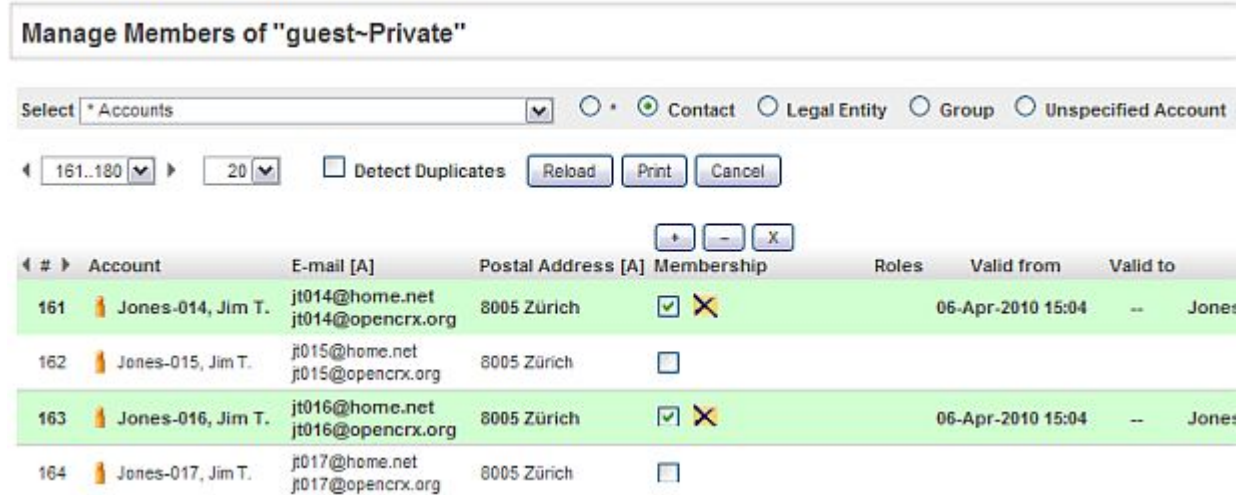 Manage Members of "guest~Private"
Select * Accounts * Contact Legal Entity Group Unspecified Account
161..180 20 Detect Duplicates Reload Print Cancel
+ – X
# Account E-mail [A] Postal Address [A] Membership Roles Valid from Valid to
161 Jones-014, Jim T. jt014@home.net 8005 Zürich 06-Apr-2010 15:04 -- Jones
jt014@opencrx.org
162 Jones-015, Jim T. jt015@home.net 8005 Zürich
jt015@opencrx.org
163 Jones-016, Jim T. jt016@home.net 8005 Zürich 06-Apr-2010 15:04 -- Jones
jt016@opencrx.org
164 Jones-017, Jim T. jt017@home.net 8005 Zürich
jt017@opencrx.org